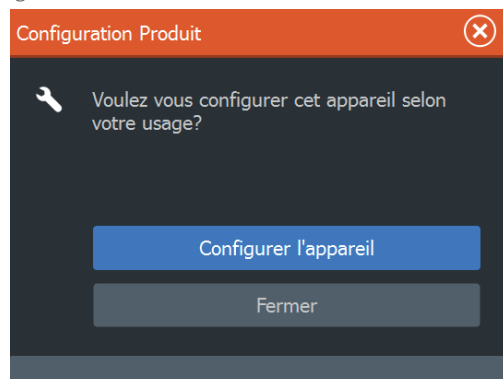 Configuration Produit
Voulez vous configurer cet appareil selon
votre usage?
Configurer l'appareil
Fermer